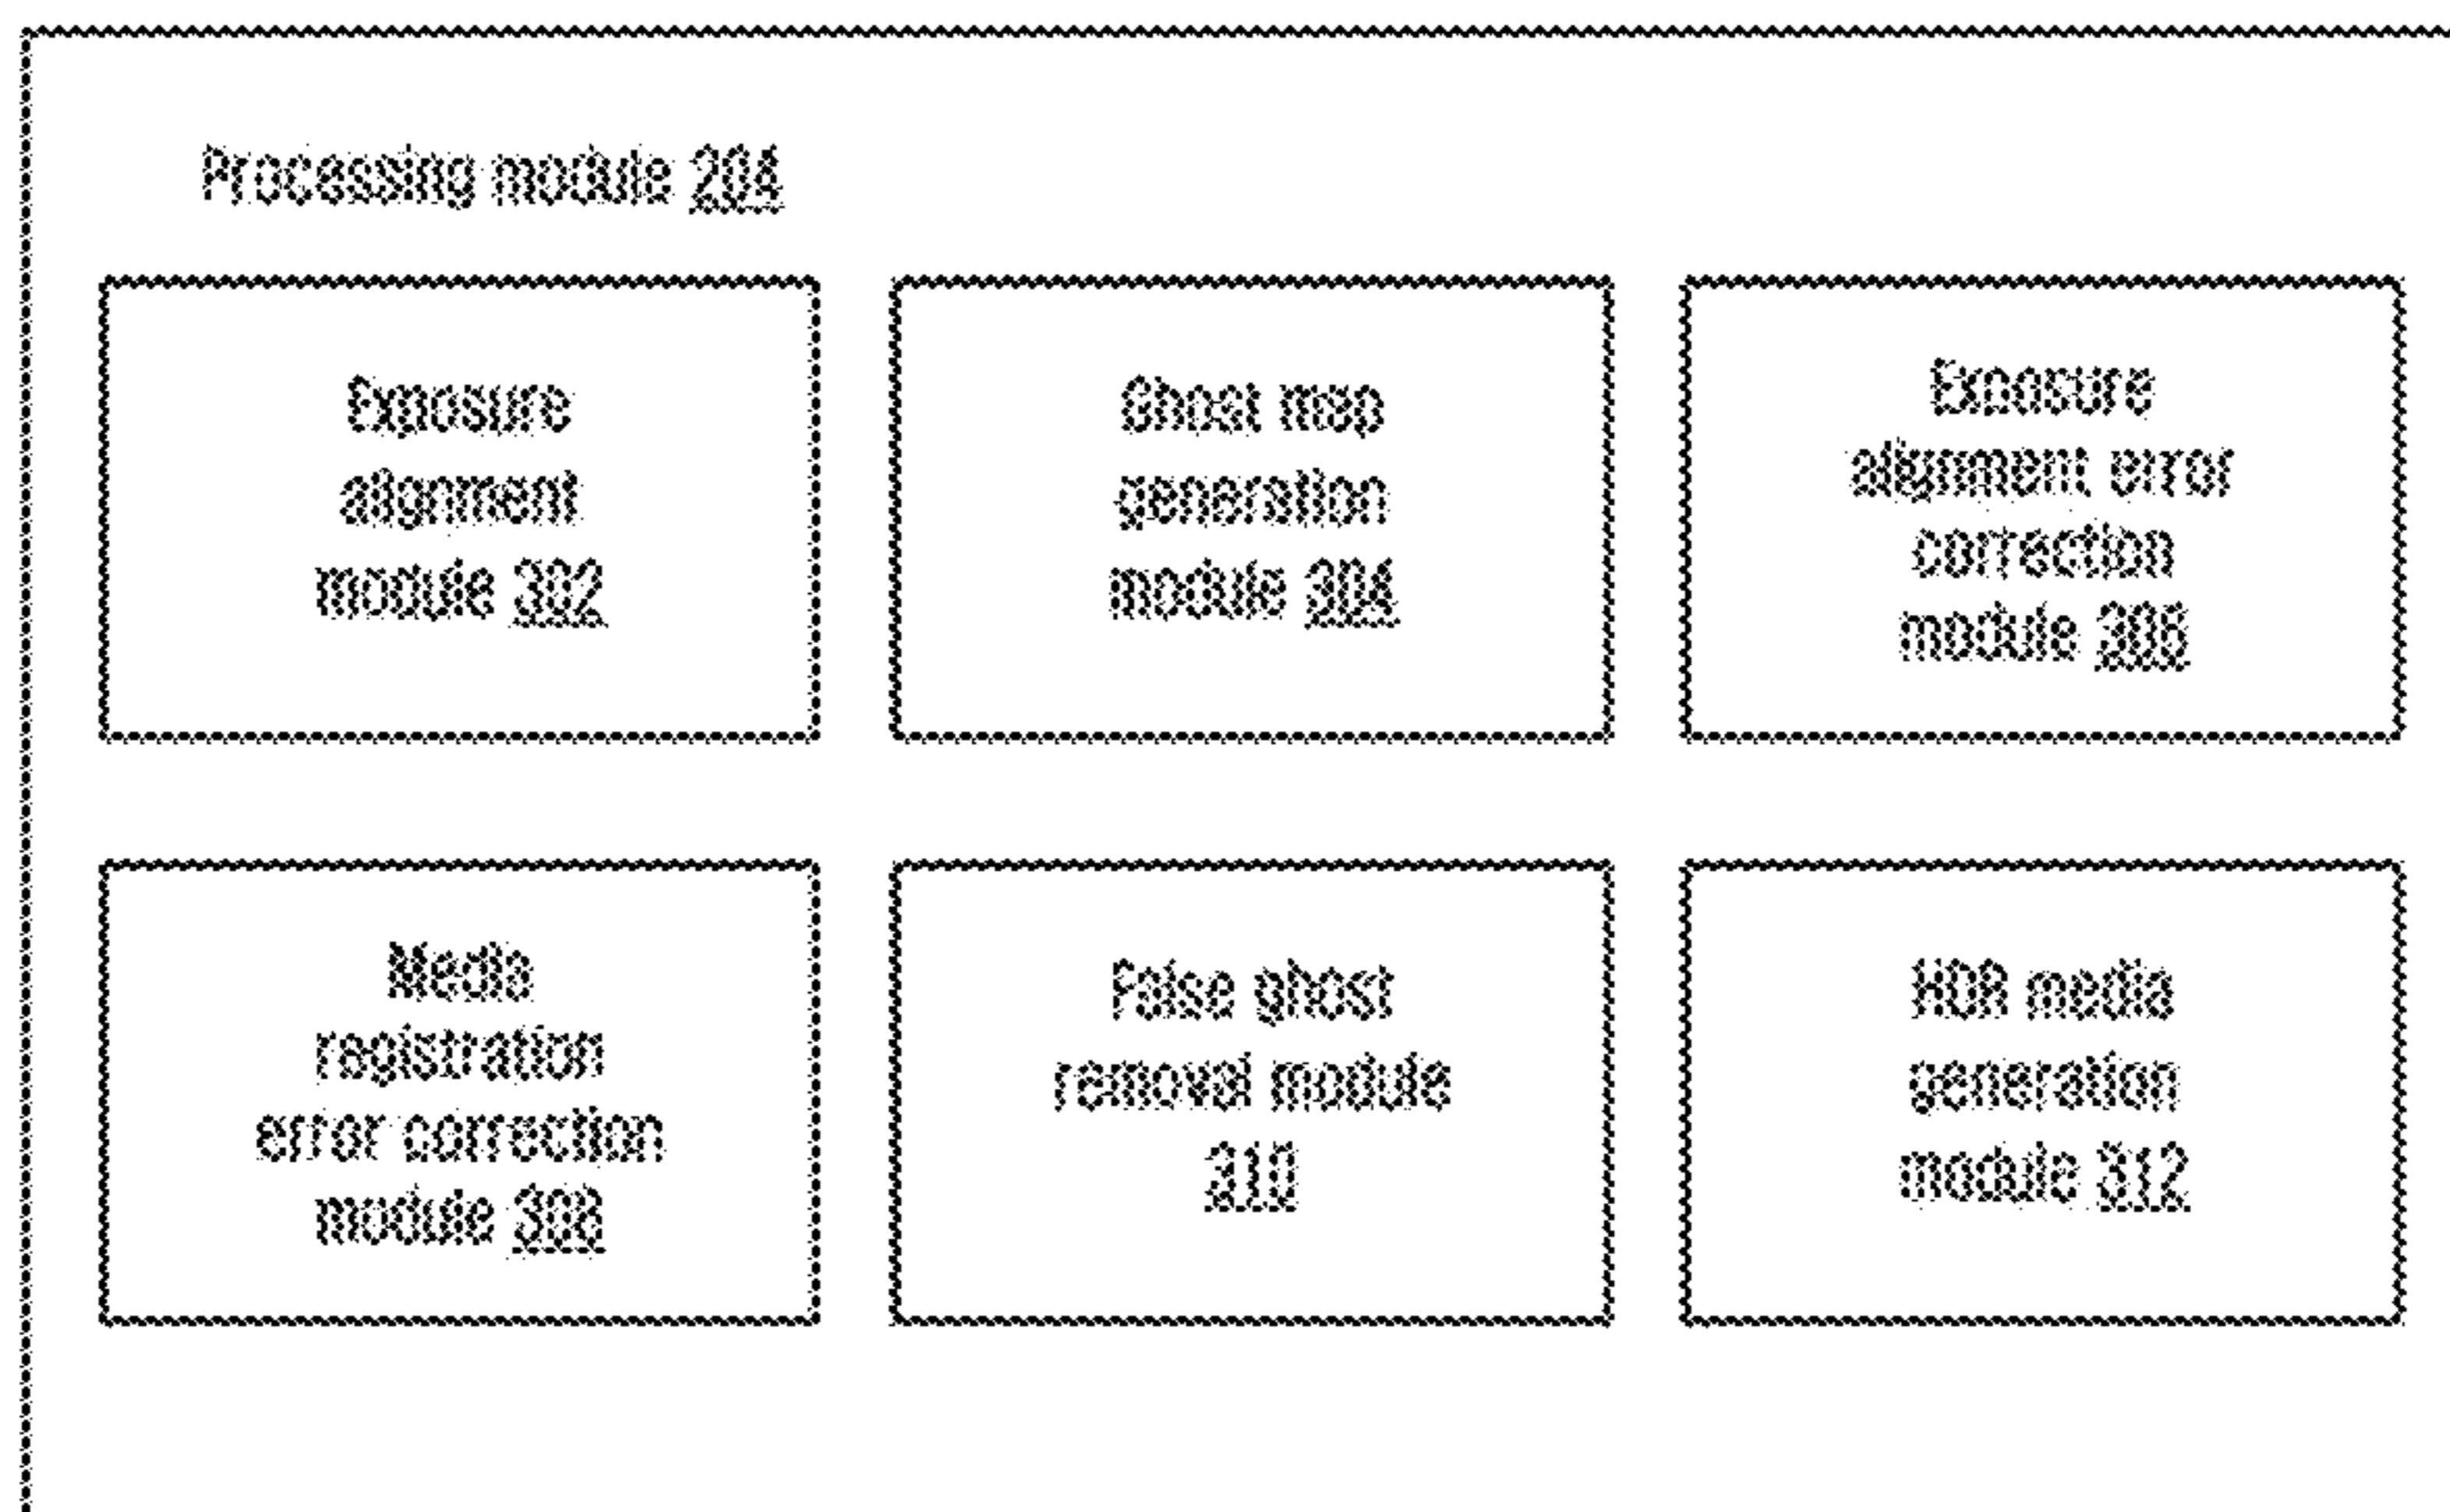 Processing module 204
Exposure
alignment
module 302
Ghost map
generation
module 304
Exposure
alignment error
correction
module 306
Media
registration
error correction
module 308
False ghost
removal module
310
HDR media
generation
module 312